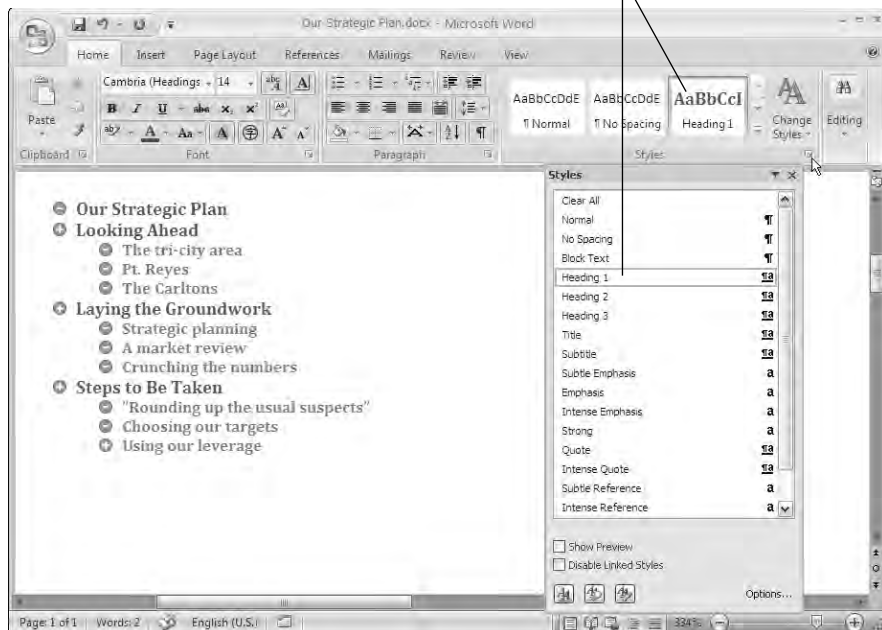 Our Strategic Plan.docx - Microsoft Word
Home Insert Page Layout References Mailings Review View
Cambria (Headings 14
Paste
B I U abc x, x²
Aa A A A
AaBbCcDdE AaBbCcDdE AaBbCcI
¶ Normal ¶ No Spacing Heading 1
Change Styles
Editing
Clipboard Font Paragraph Styles
Our Strategic Plan
Looking Ahead
The tri-city area
Pt. Reyes
The Carltons
Laying the Groundwork
Strategic planning
A market review
Crunching the numbers
Steps to Be Taken
"Rounding up the usual suspects"
Choosing our targets
Using our leverage
Styles
Clear All
Normal ¶
No Spacing ¶
Block Text ¶
Heading 1 ¶a
Heading 2 ¶a
Heading 3 ¶a
Title ¶a
Subtitle ¶a
Subtle Emphasis a
Emphasis a
Intense Emphasis a
Strong a
Quote ¶a
Intense Quote ¶a
Subtle Reference a
Intense Reference a
Show Preview
Disable Linked Styles
Options...
Page: 1 of 1 Words: 2 English (U.S.) 334%